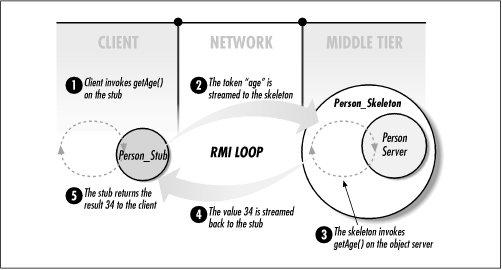 CLIENT
NETWORK
MIDDLE TIER
1 Client invokes getAge()
on the stub
2 The token "age" is
streamed to the skeleton
Person_Skeleton
Person
Server
Person_Stub
RMI LOOP
5 The stub returns the
result 34 to the client
4 The value 34 is streamed
back to the stub
3 The skeleton invokes
getAge() on the object server